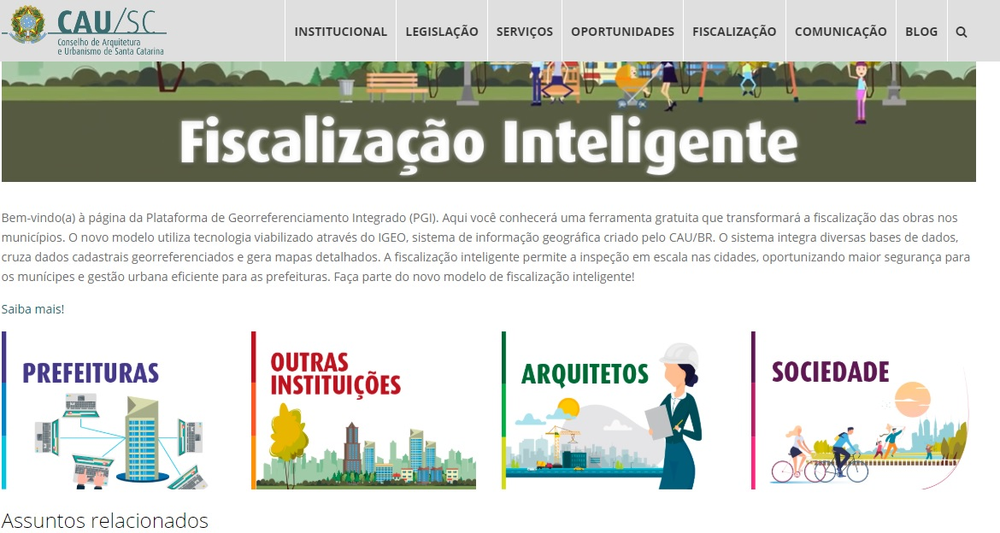 CAU/SC
Conselho de Arquitetura
e Urbanismo de Santa Catarina
INSTITUCIONAL
LEGISLAÇÃO
SERVIÇOS
OPORTUNIDADES
FISCALIZAÇÃO
COMUNICAÇÃO
BLOG
Fiscalização Inteligente
Bem-vindo(a) à página da Plataforma de Georreferenciamento Integrado (PGI). Aqui você conhecerá uma ferramenta gratuita que transformará a fiscalização das obras nos
municípios. O novo modelo utiliza tecnologia viabilizado através do IGEO, sistema de informação geográfica criado pelo CAU/BR. O sistema integra diversas bases de dados,
cruza dados cadastrais georreferenciados e gera mapas detalhados. A fiscalização inteligente permite a inspeção em escala nas cidades, oportunizando maior segurança para
os munícipes e gestão urbana eficiente para as prefeituras. Faça parte do novo modelo de fiscalização inteligente!
Saiba mais!
PREFEITURAS
OUTRAS
INSTITUIÇÕES
ARQUITETOS
SOCIEDADE
Assuntos relacionados